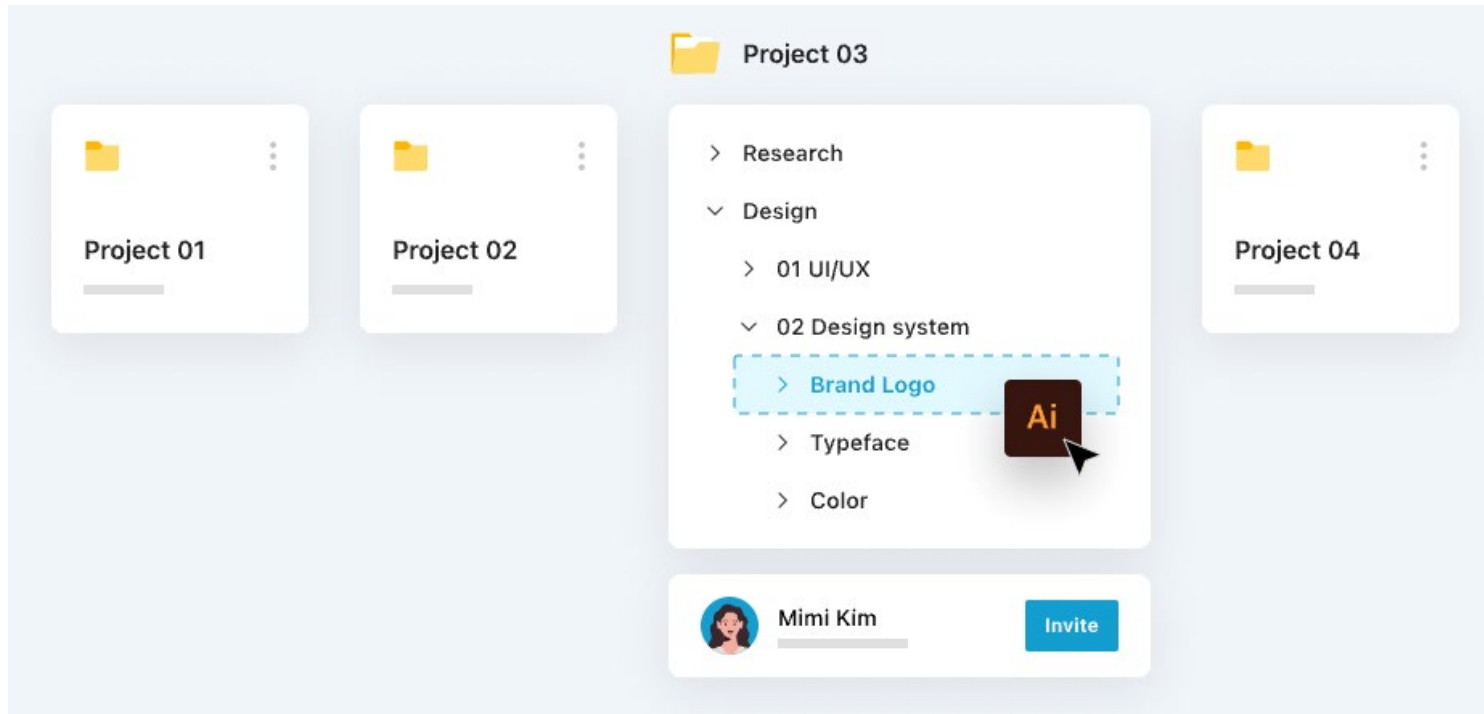 Project 03
Project 01
Project 02
Research
Design
01 UI/UX
02 Design system
Brand Logo
Ai
Typeface
Color
Mimi Kim
Invite
Project 04